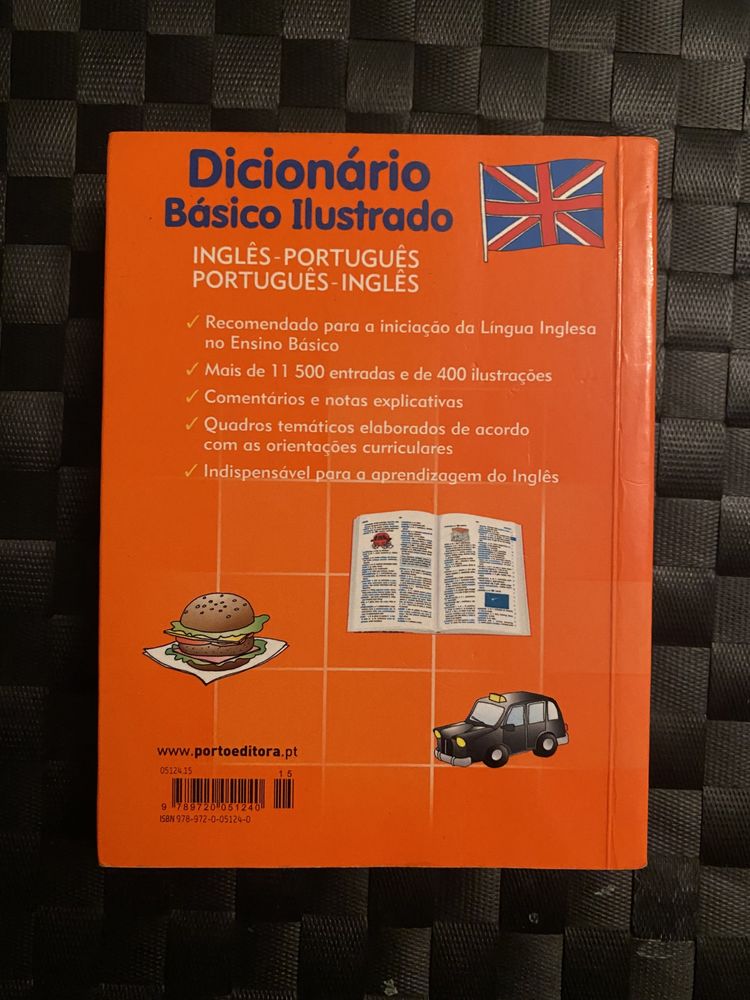 Dicionário
Básico Ilustrado
INGLÊS-PORTUGUÊS
PORTUGUÊS-INGLÊS
✓ Recomendado para a iniciação da Língua Inglesa
no Ensino Básico
✓ Mais de 11 500 entradas e de 400 ilustrações
✓ Comentários e notas explicativas
✓ Quadros temáticos elaborados de acordo
com as orientações curriculares
✓ Indispensável para a aprendizagem do Inglês
www.portoeditora.pt
05124.15
15
9 789720 051240
ISBN 978-972-0-05124-0